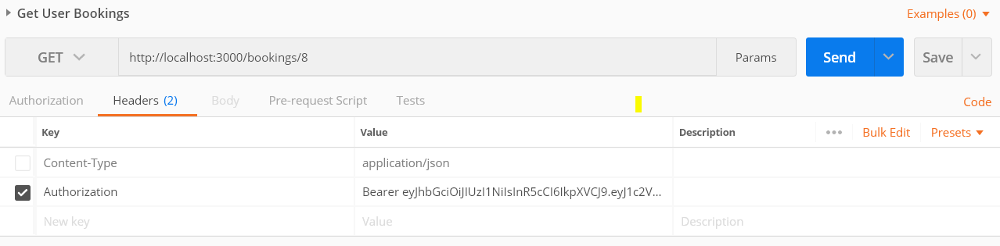 Get User Bookings Examples (0)
GET http://localhost:3000/bookings/8 Params Send Save
Authorization Headers (2) Body Pre-request Script Tests Code
Key Value Description ••• Bulk Edit Presets
Content-Type application/json
Authorization Bearer eyJhbGciOiJIUzI1NiIsInR5cCI6IkpXVCJ9.eyJ1c2V...
New key Value Description